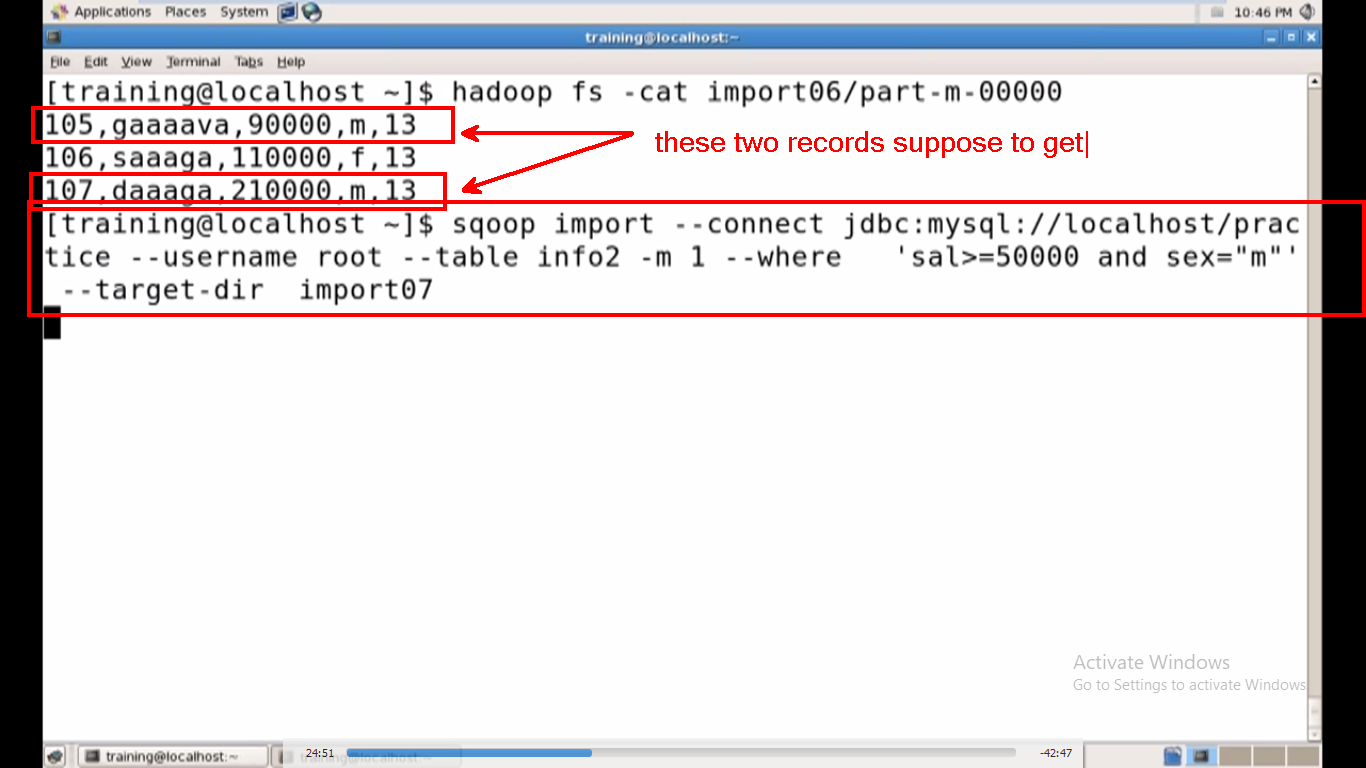 Applications Places System 10:46 PM
training@localhost:~
File Edit View Terminal Tabs Help
[training@localhost ~]$ hadoop fs -cat import06/part-m-00000
105,gaaaava,90000,m,13
these two records suppose to get
106,saaaga,110000,f,13
107,daaaga,210000,m,13
[training@localhost ~]$ sqoop import --connect jdbc:mysql://localhost/prac
tice --username root --table info2 -m 1 --where   'sal>=50000 and sex="m"'
 --target-dir  import07
Activate Windows
Go to Settings to activate Windows
training@localhost:~ training@localhost:~
24:51 -42:47